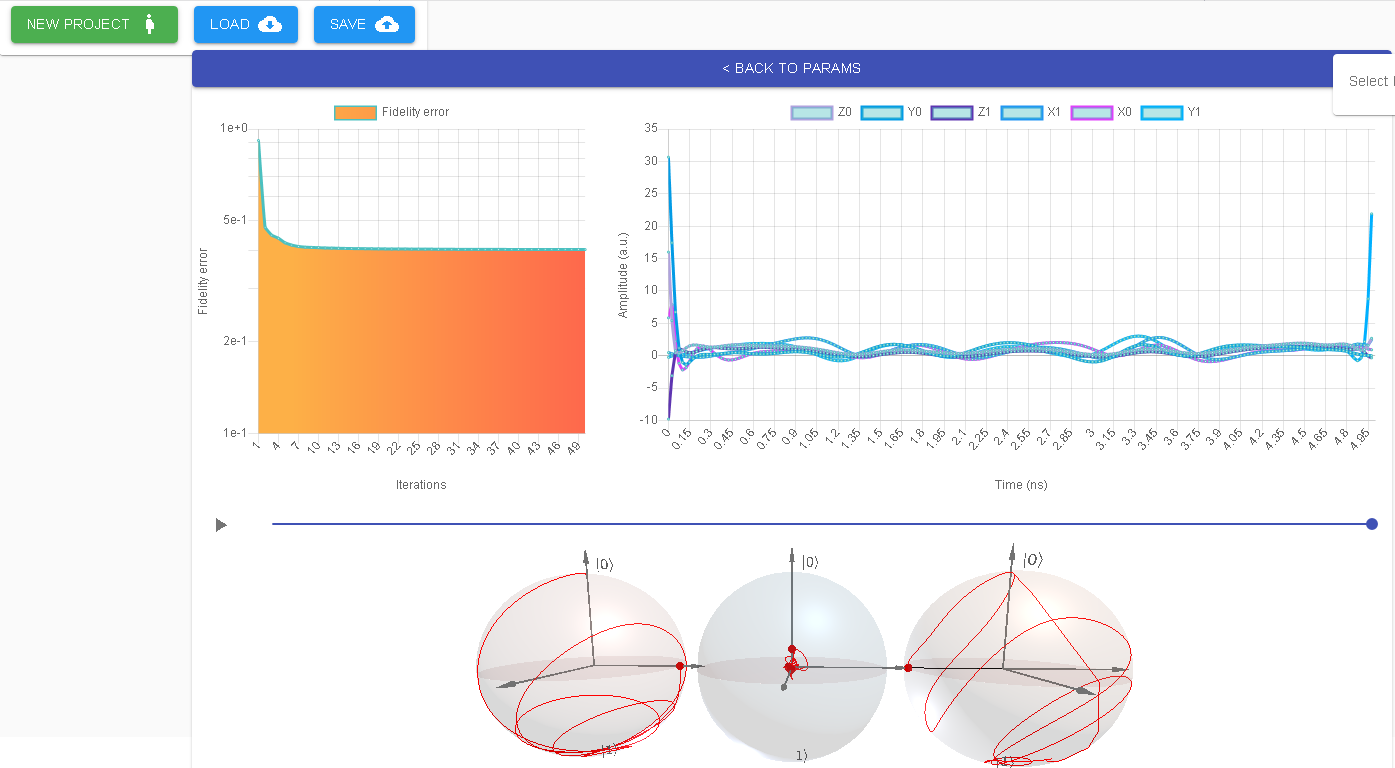 NEW PROJECT LOAD SAVE
< BACK TO PARAMS
Select
Fidelity error
Z0 Y0 Z1 X1 X0 Y1
1e+0
5e-1
2e-1
1e-1
Fidelity error
1 4 7 10 13 16 19 22 25 28 31 34 37 40 43 46 49
Iterations
35
30
25
20
15
10
5
0
-5
-10
Amplitude (a.u.)
0 0.15 0.3 0.45 0.6 0.75 0.9 1.05 1.2 1.35 1.5 1.65 1.8 1.95 2.1 2.25 2.4 2.55 2.7 2.85 3 3.15 3.3 3.45 3.6 3.75 3.9 4.05 4.2 4.35 4.5 4.65 4.8 4.95
Time (ns)
|0⟩ |0⟩ |0⟩
|1⟩ 1⟩